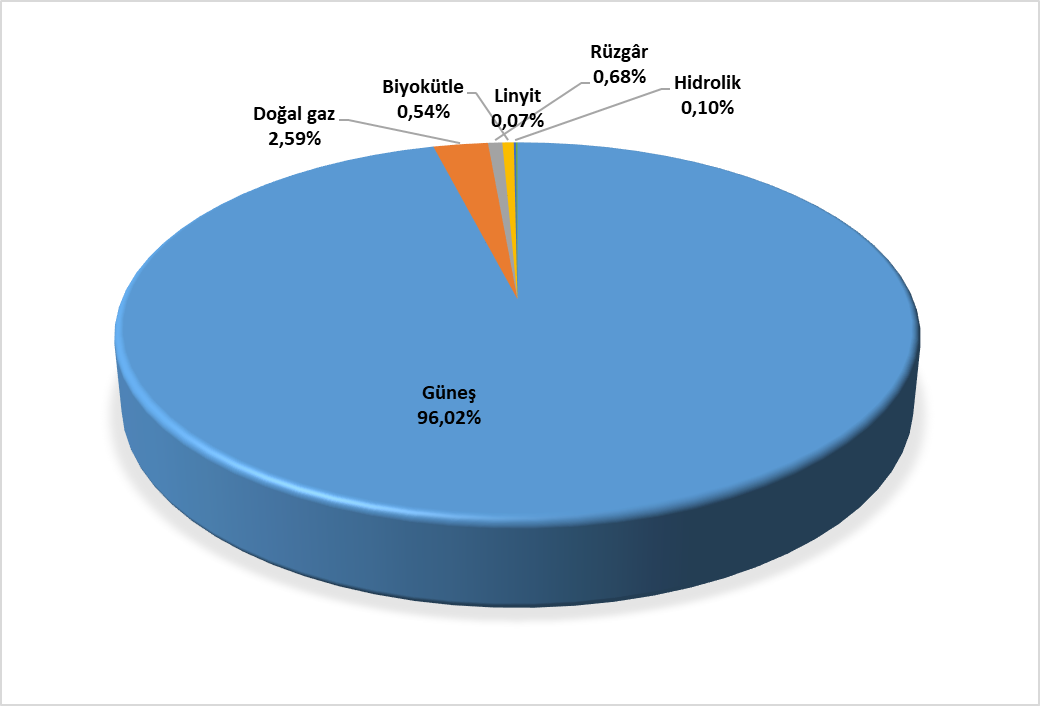 Rüzgâr
0,68%
Hidrolik
0,10%
Biyokütle
0,54%
Linyit
0,07%
Doğal gaz
2,59%
Güneş
96,02%